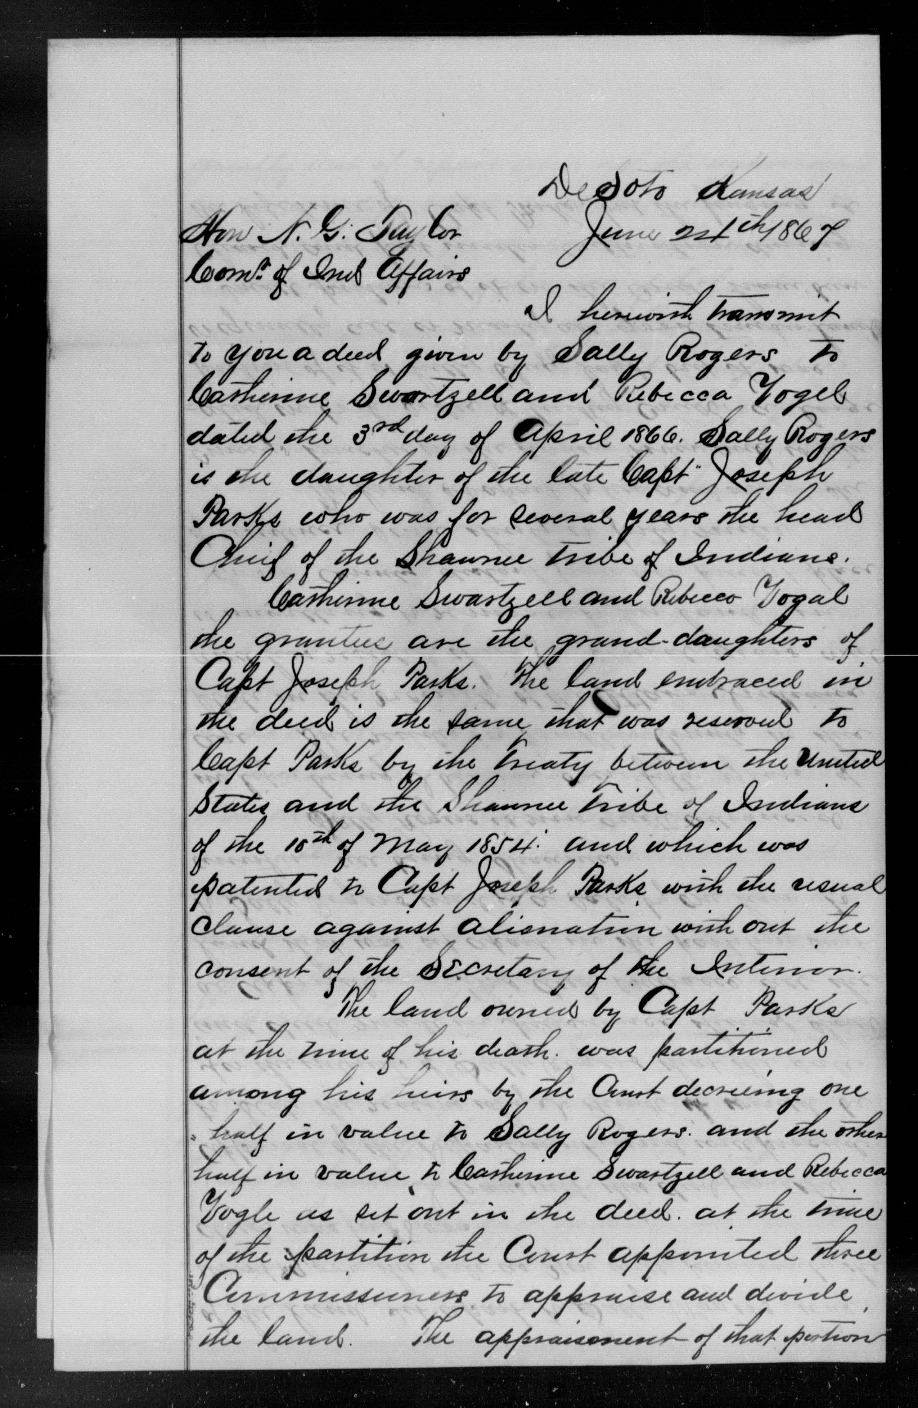 DeSoto Kansas
June 24th 1867
Hon N. G. Taylor
Comr. of Ind Affairs
I herewith transmit
to you a deed given by Sally Rogers to
Catherine Swartzell and Rebecca Vogel
dated the 3rd day of April 1866. Sally Rogers
is the daughter of the late Capt Joseph
Parks who was for several years the head
Chief of the Shawnee Tribe of Indians.
Catherine Swartzell and Rebecca Vogal
the grantees are the grand-daughters of
Capt Joseph Parks. The land embraced in
the deed is the same that was reserved to
Capt Parks by the Treaty between the United
States and the Shawnee Tribe of Indians
of the 10th of May 1854. and which was
patented to Capt Joseph Parks with the usual
clause against alienation with out the
consent of the Secretary of the Interior.
The land owned by Capt Parks
at the time of his death. was partitioned
among his heirs by the Court decreeing one
half in value to Sally Rogers. and the other
half in value to Catherine Swartzell and Rebecca
Vogle as set out in the deed. at the time
of the partition the Court appointed three
Commissioners to appraise and divide
the land. The appraisement of that portion